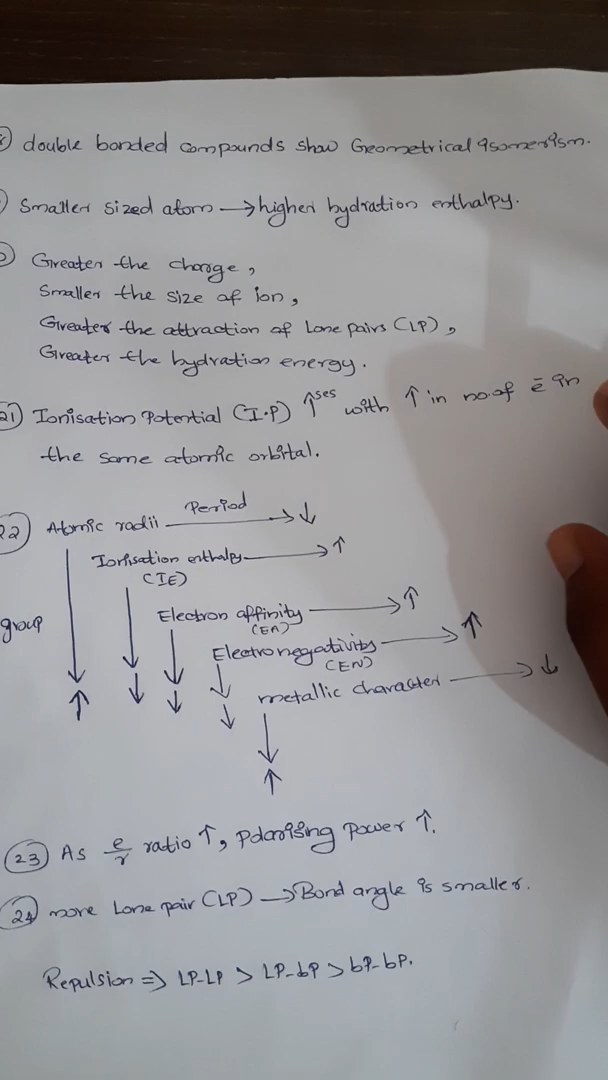 double bonded compounds show Geometrical isomerism.
Smaller sized atom → higher hydration enthalpy.
Greater the charge,
Smaller the size of ion,
Greater the attraction of Lone pairs (LP),
Greater the hydration energy.
21) Ionisation Potential (I.P) ↑ses with ↑ in no.of ē in
the same atomic orbital.
22) Atomic radii Period → ↓
Ionisation enthalpy → ↑
(IE)
group
Electron affinity → ↑
(EA)
Electronegativity → ↑
(EN)
metallic character → ↓
↑ ↓ ↓ ↓ ↑
23) As e/r ratio ↑, Polarising Power ↑.
24) more Lone pair (LP) → Bond angle is smaller.
Repulsion ⇒ LP-LP > LP-bP > bP-bP.